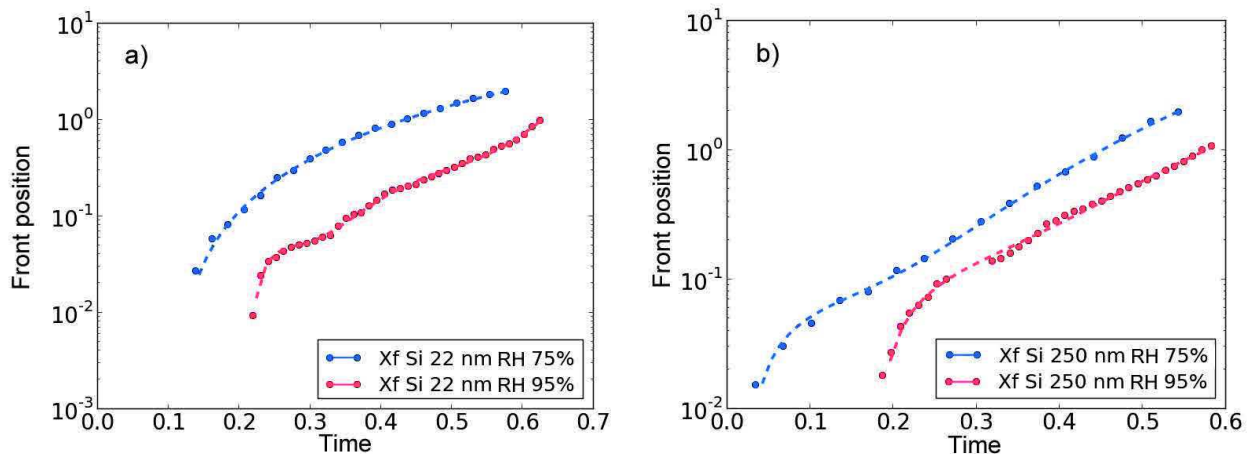 a)
Front position
10^1
10^0
10^-1
10^-2
10^-3
0.0 0.1 0.2 0.3 0.4 0.5 0.6 0.7
Time
Xf Si 22 nm RH 75%
Xf Si 22 nm RH 95%
b)
Front position
10^1
10^0
10^-1
10^-2
0.0 0.1 0.2 0.3 0.4 0.5 0.6
Time
Xf Si 250 nm RH 75%
Xf Si 250 nm RH 95%